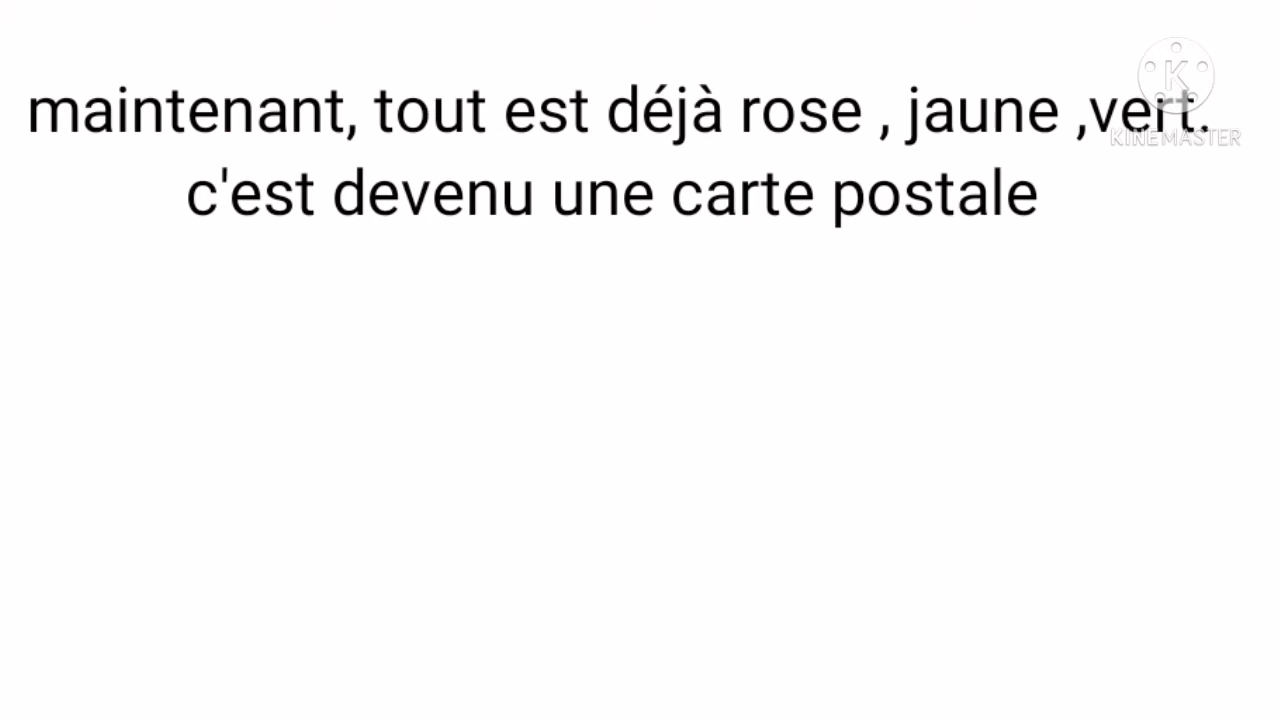 maintenant, tout est déjà rose , jaune ,vert.
c'est devenu une carte postale
K
KINEMASTER